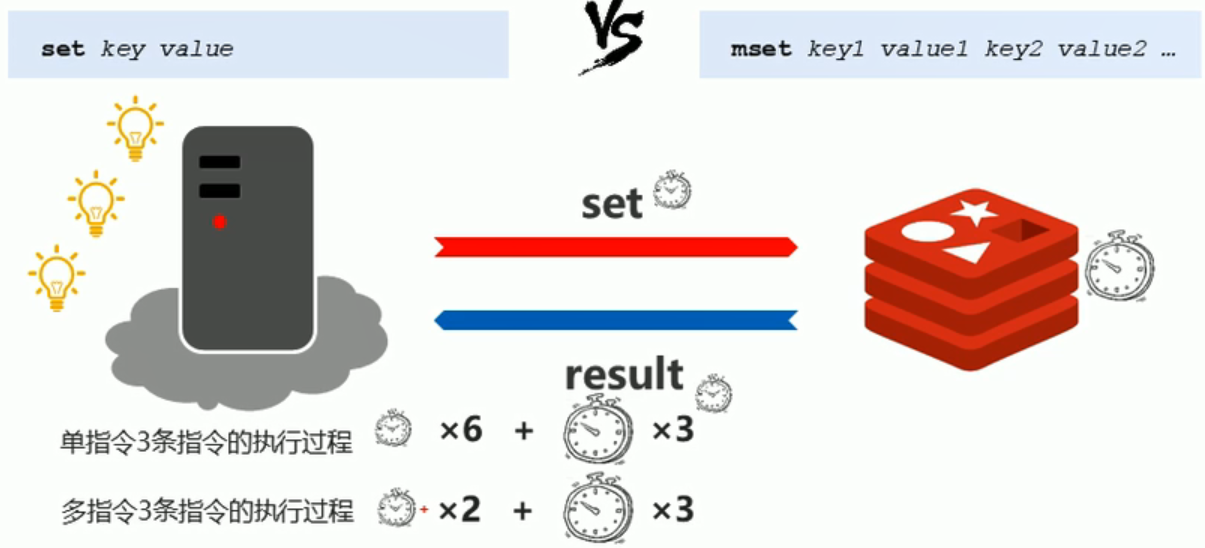 set key value
VS
mset key1 value1 key2 value2 …
set
result
单指令3条指令的执行过程 ×6 + ×3
多指令3条指令的执行过程 + ×2 + ×3